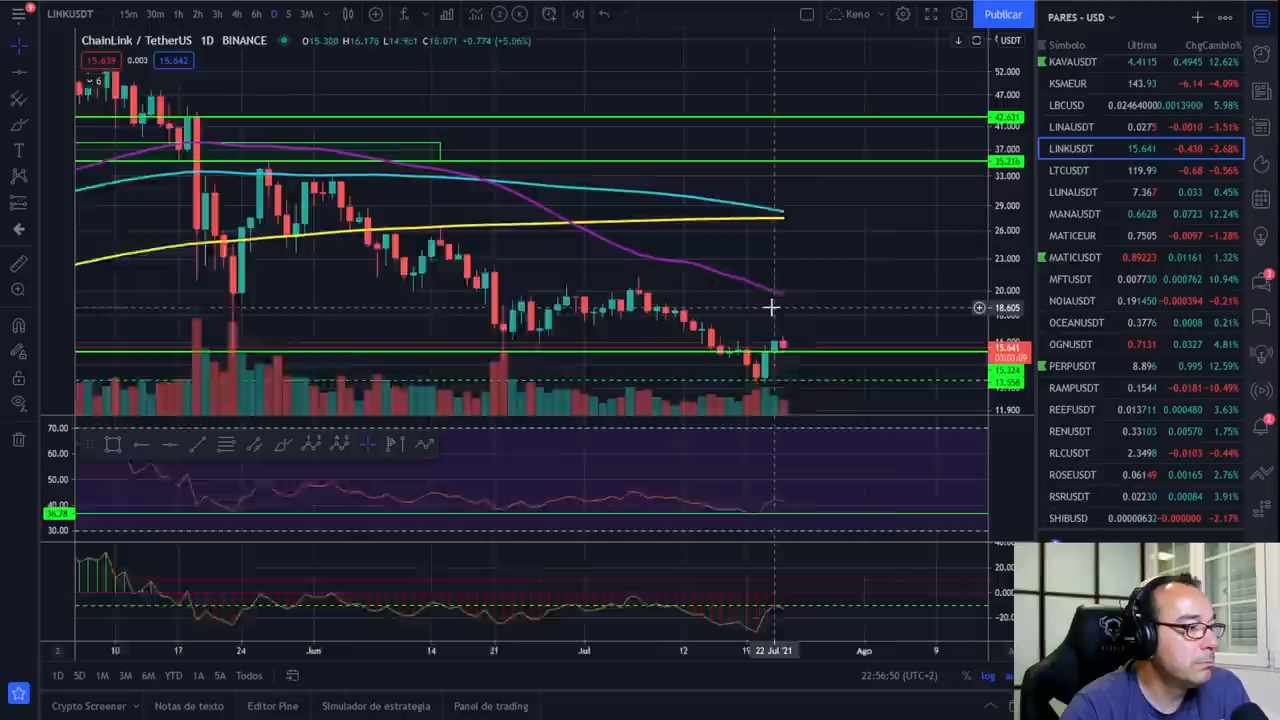 LINKUSDT 15m 30m 1h 2h 3h 4h 6h D S 3M Keno Publicar PARES - USD
ChainLink / TetherUS 1D BINANCE O15.300 H16.176 L14.961 C16.071 +0.774 (+5.06%) USDT
15.639 0.003 15.642
6
52.000
47.000
42.631
41.000
37.000
35.216
33.000
29.000
26.000
23.000
20.000
18.605
15.641
03:03:09
15.324
13.558
11.900
70.00
60.00
50.00
40.00
36.78
30.00
20.00
0.000
Símbolo Última Chg Cambio%
KAVAUSDT 4.4115 0.4945 12.62%
KSMEUR 143.93 -6.14 -4.09%
LBCUSD 0.02464000 0.00139000 5.98%
LINAUSDT 0.0275 -0.0010 -3.51%
LINKUSDT 15.641 -0.430 -2.68%
LTCUSDT 119.99 -0.68 -0.56%
LUNAUSDT 7.367 0.033 0.45%
MANAUSDT 0.6628 0.0723 12.24%
MATICEUR 0.7505 -0.0097 -1.28%
MATICUSDT 0.89223 0.01161 1.32%
MFTUSDT 0.007730 0.000762 10.94%
NOIAUSDT 0.191450 -0.000394 -0.21%
OCEANUSDT 0.3776 0.0008 0.21%
OGNUSDT 0.7131 0.0327 4.81%
PERPUSDT 8.896 0.995 12.59%
RAMPUSDT 0.1544 -0.0181 -10.49%
REEFUSDT 0.013711 0.000480 3.63%
RENUSDT 0.33103 0.00570 1.75%
RLCUSDT 2.3498 -0.0103 -0.44%
ROSEUSDT 0.06149 0.00165 2.76%
RSRUSDT 0.02230 0.00084 3.91%
SHIBUSD 0.00000632 -0.000000 -2.17%
10 17 24 Jun 14 21 Jul 12 19 22 Jul '21 Ago 9
1D 5D 1M 3M 6M YTD 1A 5A Todos 22:56:50 (UTC+2) % log
Crypto Screener Notas de texto Editor Pine Simulador de estrategia Panel de trading